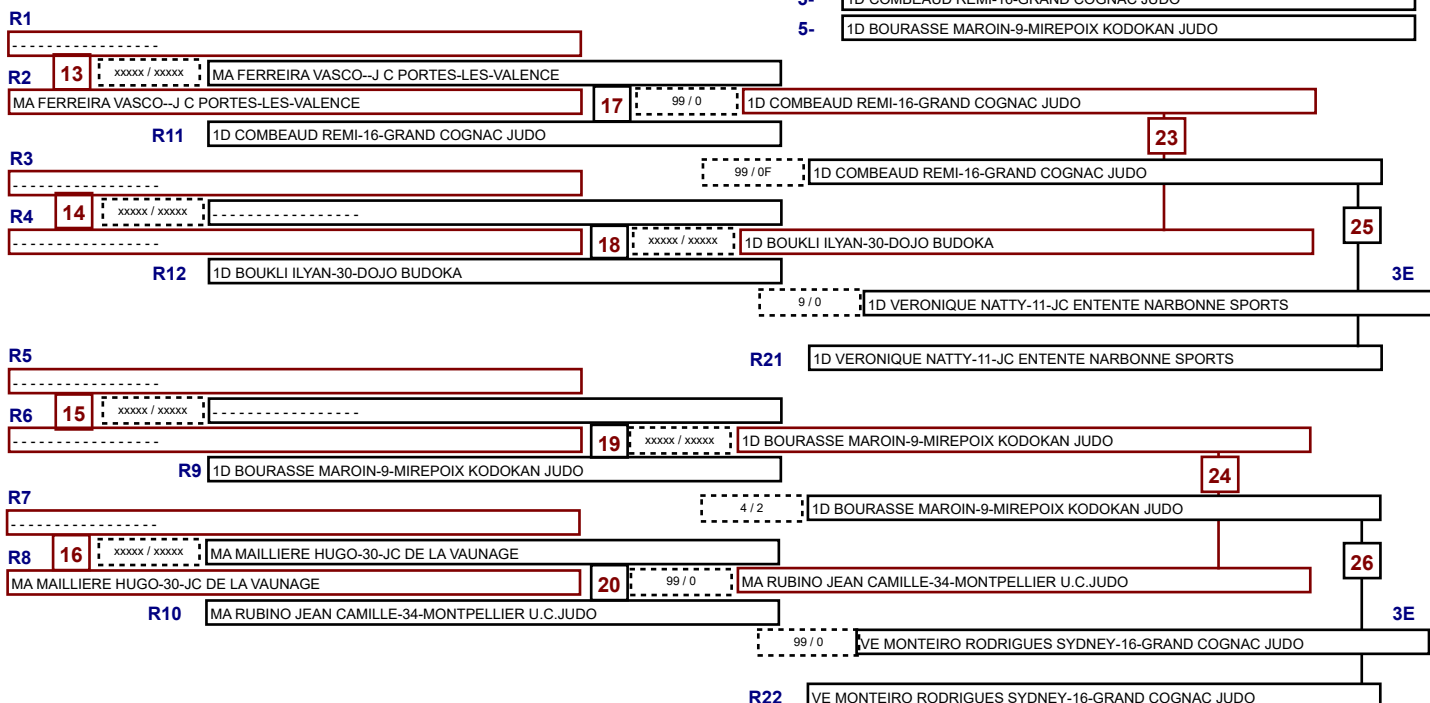 3- 1D COMBEAUD REMI-16-GRAND COGNAC JUDO
R1
5- 1D BOURASSE MAROIN-9-MIREPOIX KODOKAN JUDO
- - - - - - - - - - - - - - - -
R2 13 xxxxx / xxxxx MA FERREIRA VASCO--J C PORTES-LES-VALENCE
MA FERREIRA VASCO--J C PORTES-LES-VALENCE 17 99 / 0 1D COMBEAUD REMI-16-GRAND COGNAC JUDO
R11 1D COMBEAUD REMI-16-GRAND COGNAC JUDO 23
R3
99 / 0F 1D COMBEAUD REMI-16-GRAND COGNAC JUDO
- - - - - - - - - - - - - - - -
R4 14 xxxxx / xxxxx - - - - - - - - - - - - - - - - 25
- - - - - - - - - - - - - - - - 18 xxxxx / xxxxx 1D BOUKLI ILYAN-30-DOJO BUDOKA
R12 1D BOUKLI ILYAN-30-DOJO BUDOKA 3E
9 / 0 1D VERONIQUE NATTY-11-JC ENTENTE NARBONNE SPORTS
R5
R21 1D VERONIQUE NATTY-11-JC ENTENTE NARBONNE SPORTS
- - - - - - - - - - - - - - - -
R6 15 xxxxx / xxxxx - - - - - - - - - - - - - - - -
- - - - - - - - - - - - - - - - 19 xxxxx / xxxxx 1D BOURASSE MAROIN-9-MIREPOIX KODOKAN JUDO
R9 1D BOURASSE MAROIN-9-MIREPOIX KODOKAN JUDO 24
R7
4 / 2 1D BOURASSE MAROIN-9-MIREPOIX KODOKAN JUDO
- - - - - - - - - - - - - - - -
R8 16 xxxxx / xxxxx MA MAILLIERE HUGO-30-JC DE LA VAUNAGE 26
MA MAILLIERE HUGO-30-JC DE LA VAUNAGE 20 99 / 0 MA RUBINO JEAN CAMILLE-34-MONTPELLIER U.C.JUDO
R10 MA RUBINO JEAN CAMILLE-34-MONTPELLIER U.C.JUDO 3E
99 / 0 VE MONTEIRO RODRIGUES SYDNEY-16-GRAND COGNAC JUDO
R22 VE MONTEIRO RODRIGUES SYDNEY-16-GRAND COGNAC JUDO